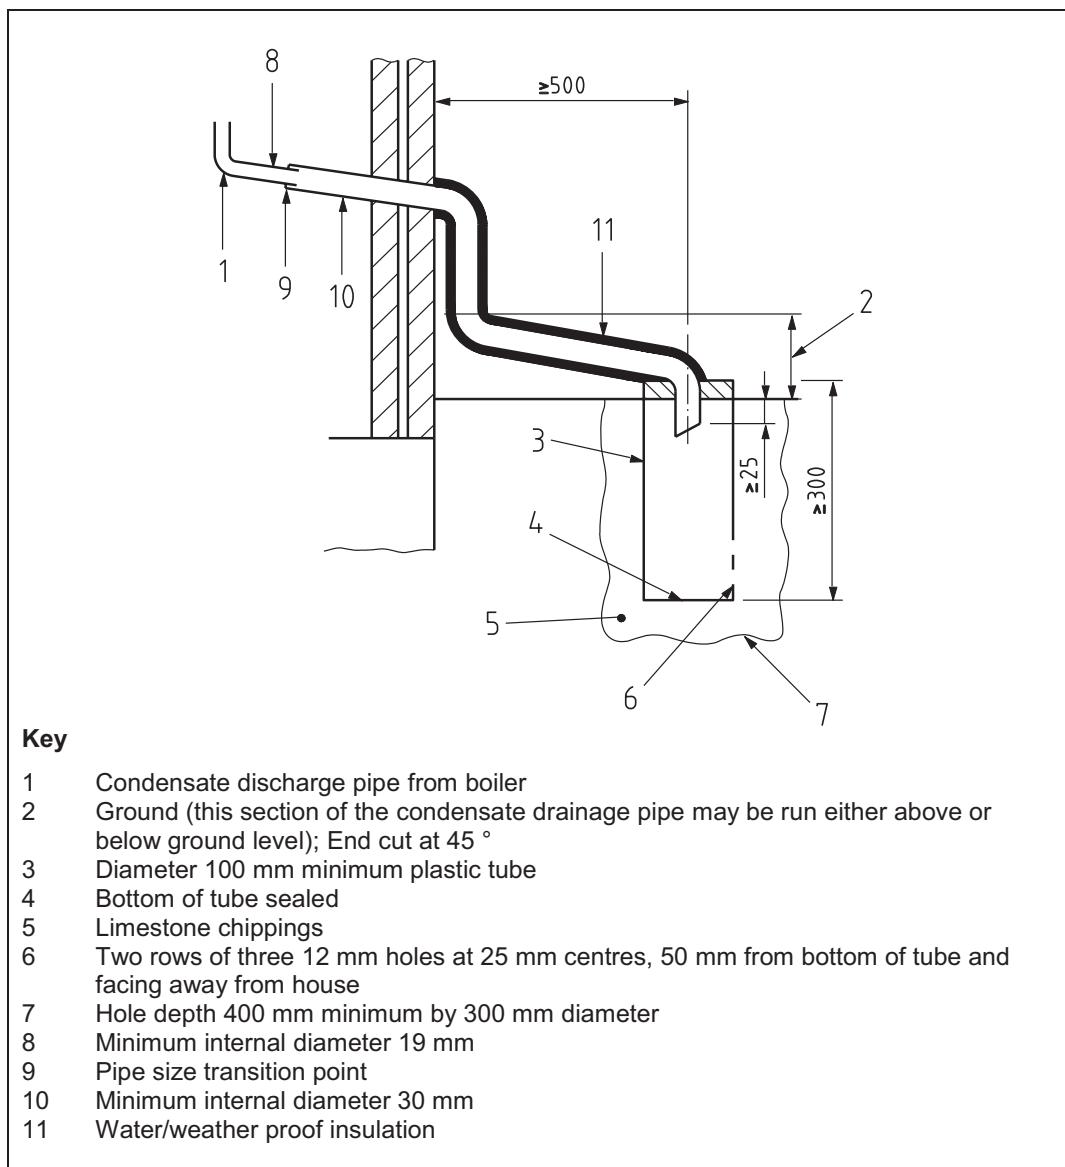 8
≥500
1
9
10
11
2
3
≥25
≥300
4
5
6
7
Key
1 Condensate discharge pipe from boiler
2 Ground (this section of the condensate drainage pipe may be run either above or
below ground level); End cut at 45 °
3 Diameter 100 mm minimum plastic tube
4 Bottom of tube sealed
5 Limestone chippings
6 Two rows of three 12 mm holes at 25 mm centres, 50 mm from bottom of tube and
facing away from house
7 Hole depth 400 mm minimum by 300 mm diameter
8 Minimum internal diameter 19 mm
9 Pipe size transition point
10 Minimum internal diameter 30 mm
11 Water/weather proof insulation